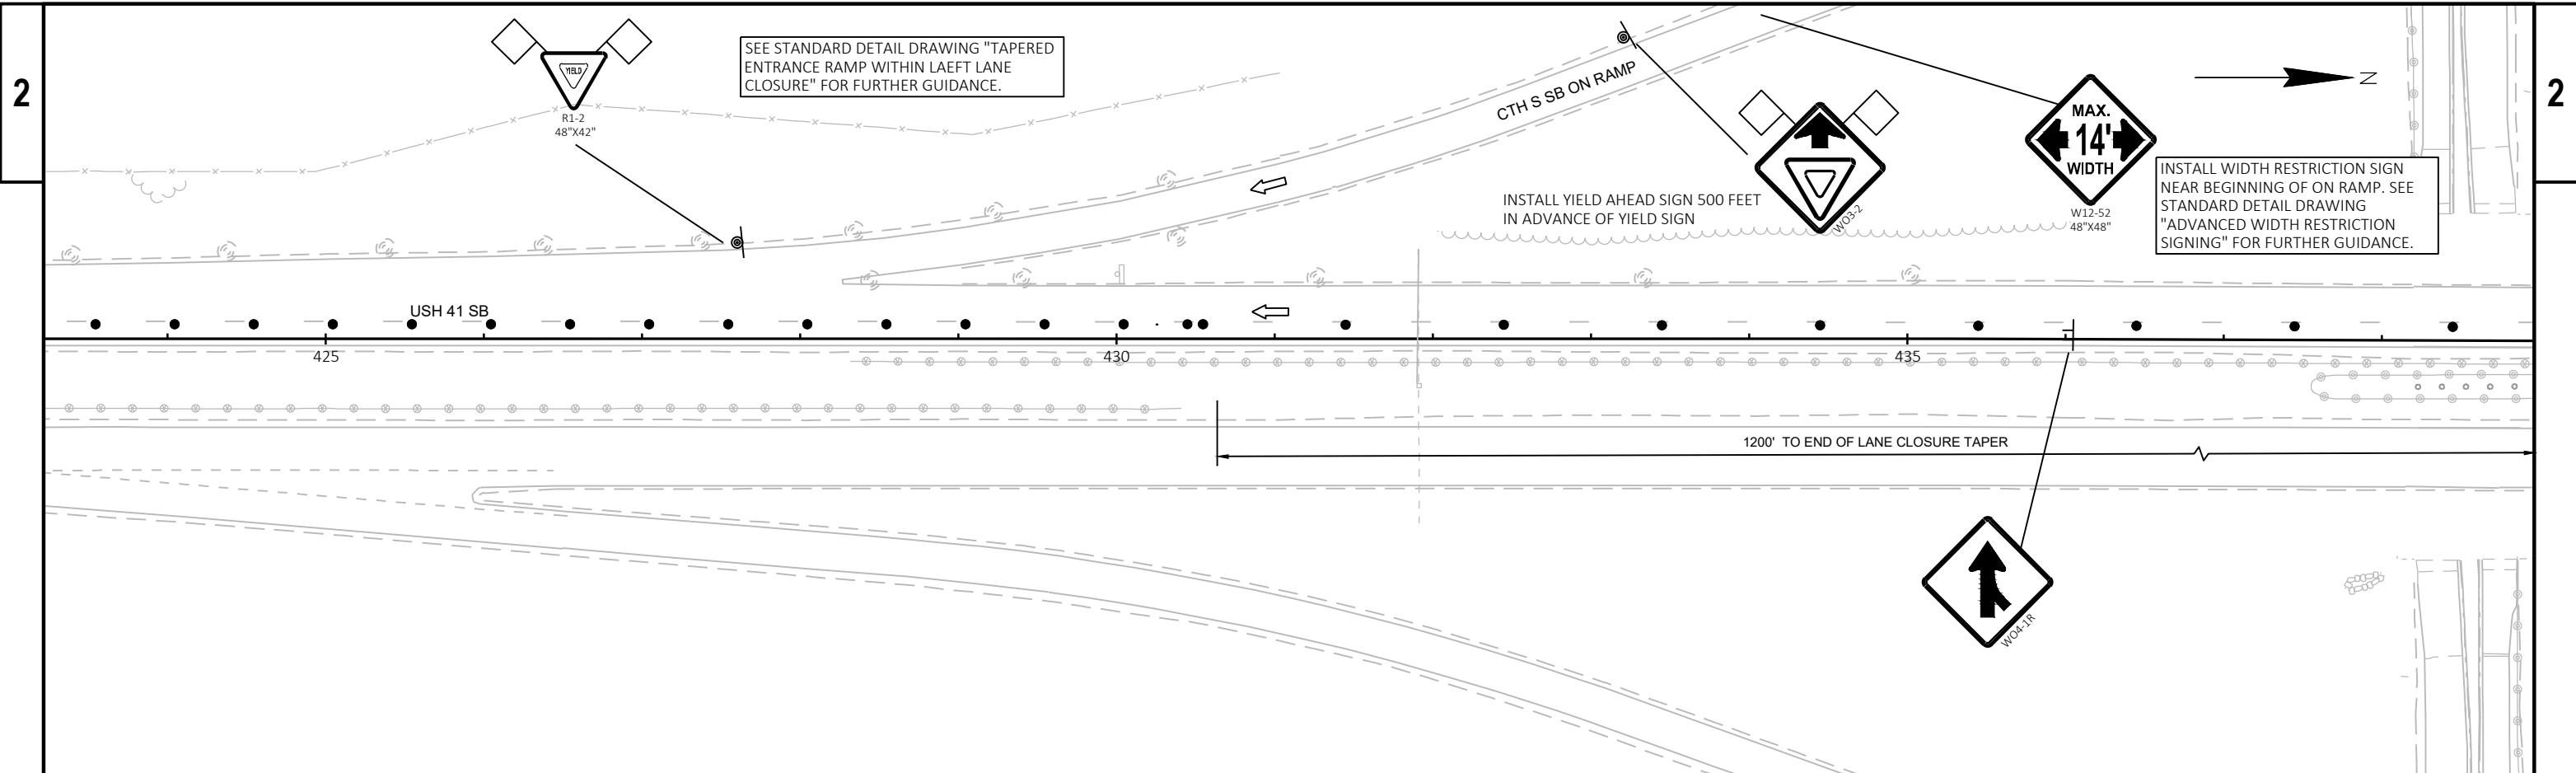 2
YIELD
R1-2
48"X42"
SEE STANDARD DETAIL DRAWING "TAPERED
ENTRANCE RAMP WITHIN LAEFT LANE
CLOSURE" FOR FURTHER GUIDANCE.
CTH S SB ON RAMP
INSTALL YIELD AHEAD SIGN 500 FEET
IN ADVANCE OF YIELD SIGN
WO3-2
MAX.
14'
WIDTH
W12-52
48"X48"
N
INSTALL WIDTH RESTRICTION SIGN
NEAR BEGINNING OF ON RAMP. SEE
STANDARD DETAIL DRAWING
"ADVANCED WIDTH RESTRICTION
SIGNING" FOR FURTHER GUIDANCE.
2
USH 41 SB
425
430
435
1200' TO END OF LANE CLOSURE TAPER
WO4-1R